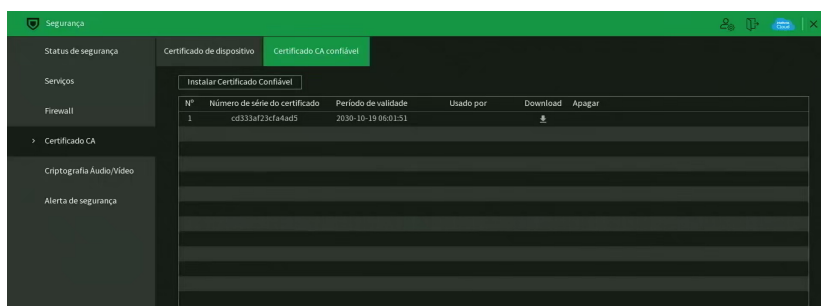 Segurança
Status de segurança
Serviços
Firewall
> Certificado CA
Criptografia Áudio/Vídeo
Alerta de segurança
Certificado de dispositivo Certificado CA confiável
Instalar Certificado Confiável
Nº Número de série do certificado Período de validade Usado por Download Apagar
1 cd333af23cfa4ad5 2030-10-19 06:01:51